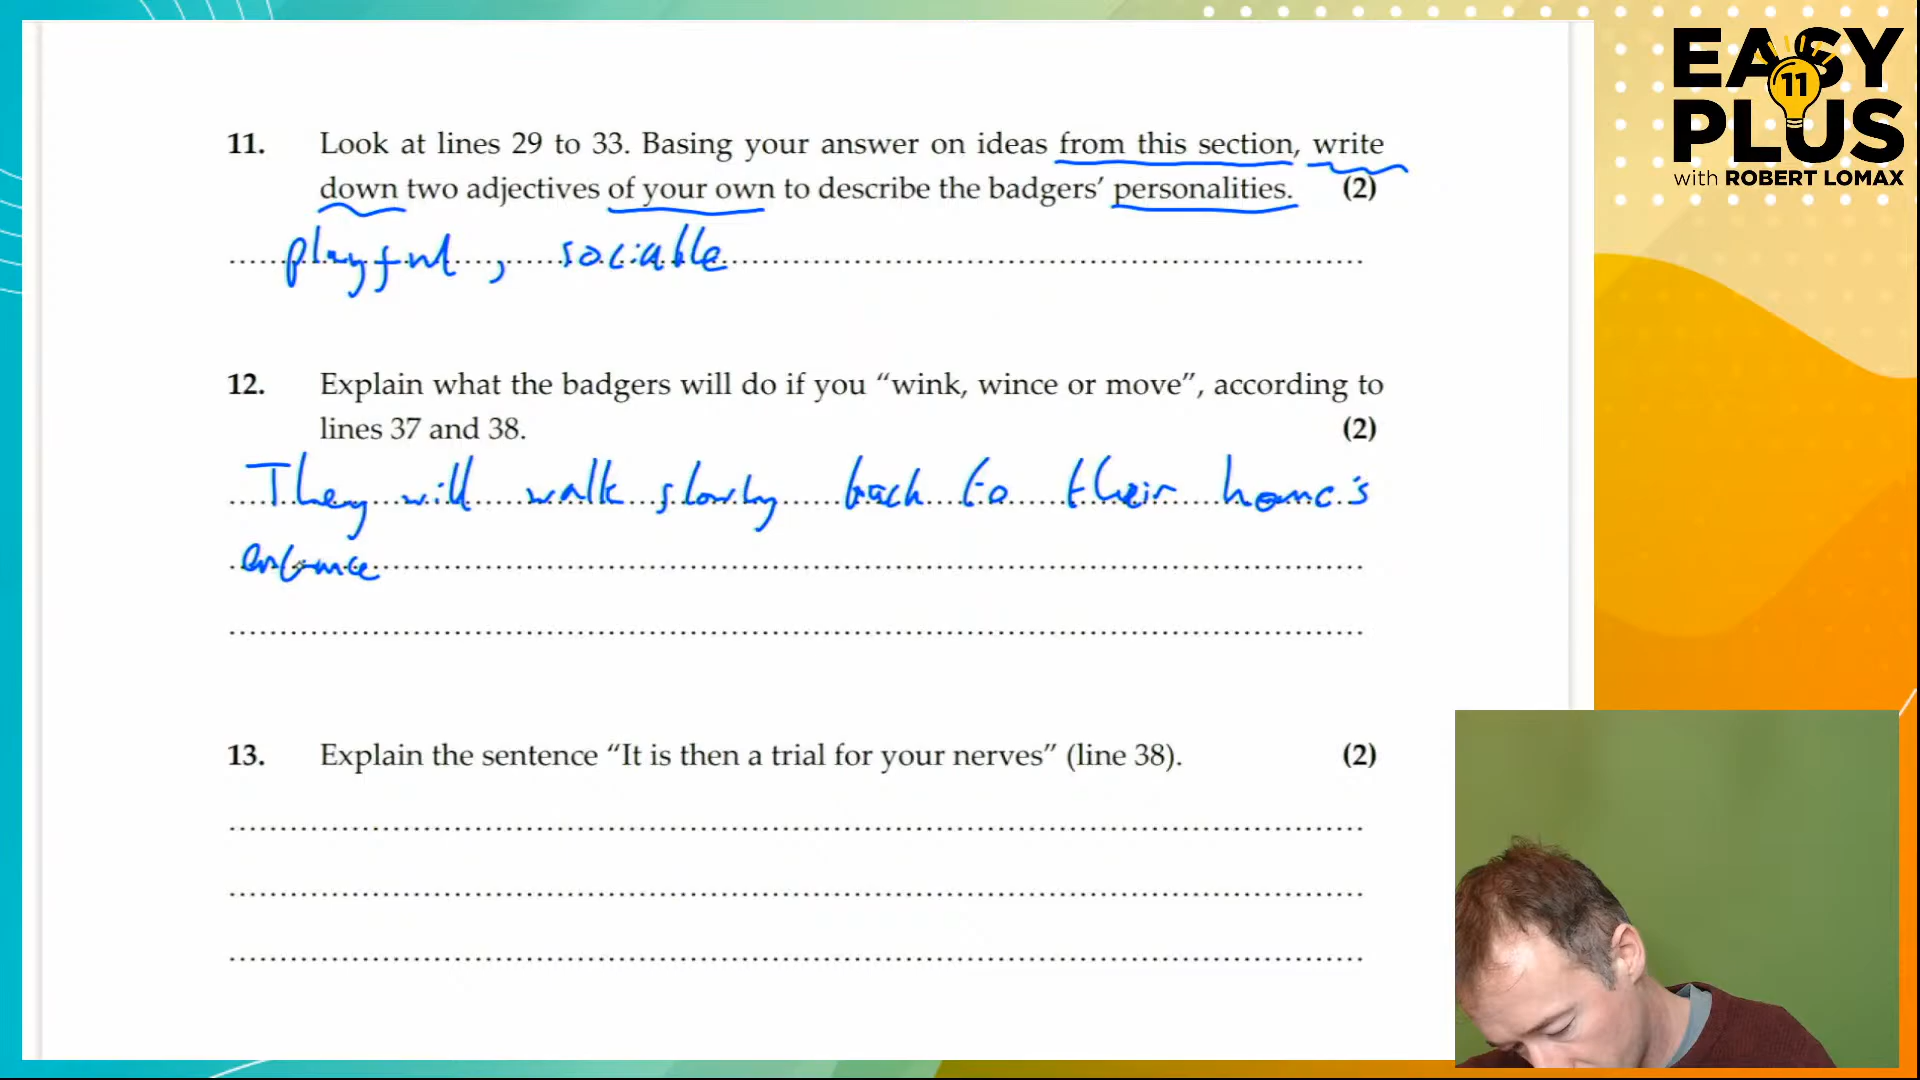 EASY
11
PLUS
with ROBERT LOMAX
11. Look at lines 29 to 33. Basing your answer on ideas from this section, write
down two adjectives of your own to describe the badgers’ personalities. (2)
playful, sociable
12. Explain what the badgers will do if you “wink, wince or move”, according to
lines 37 and 38. (2)
They will walk slowly back to their home's
entrance
13. Explain the sentence “It is then a trial for your nerves” (line 38). (2)